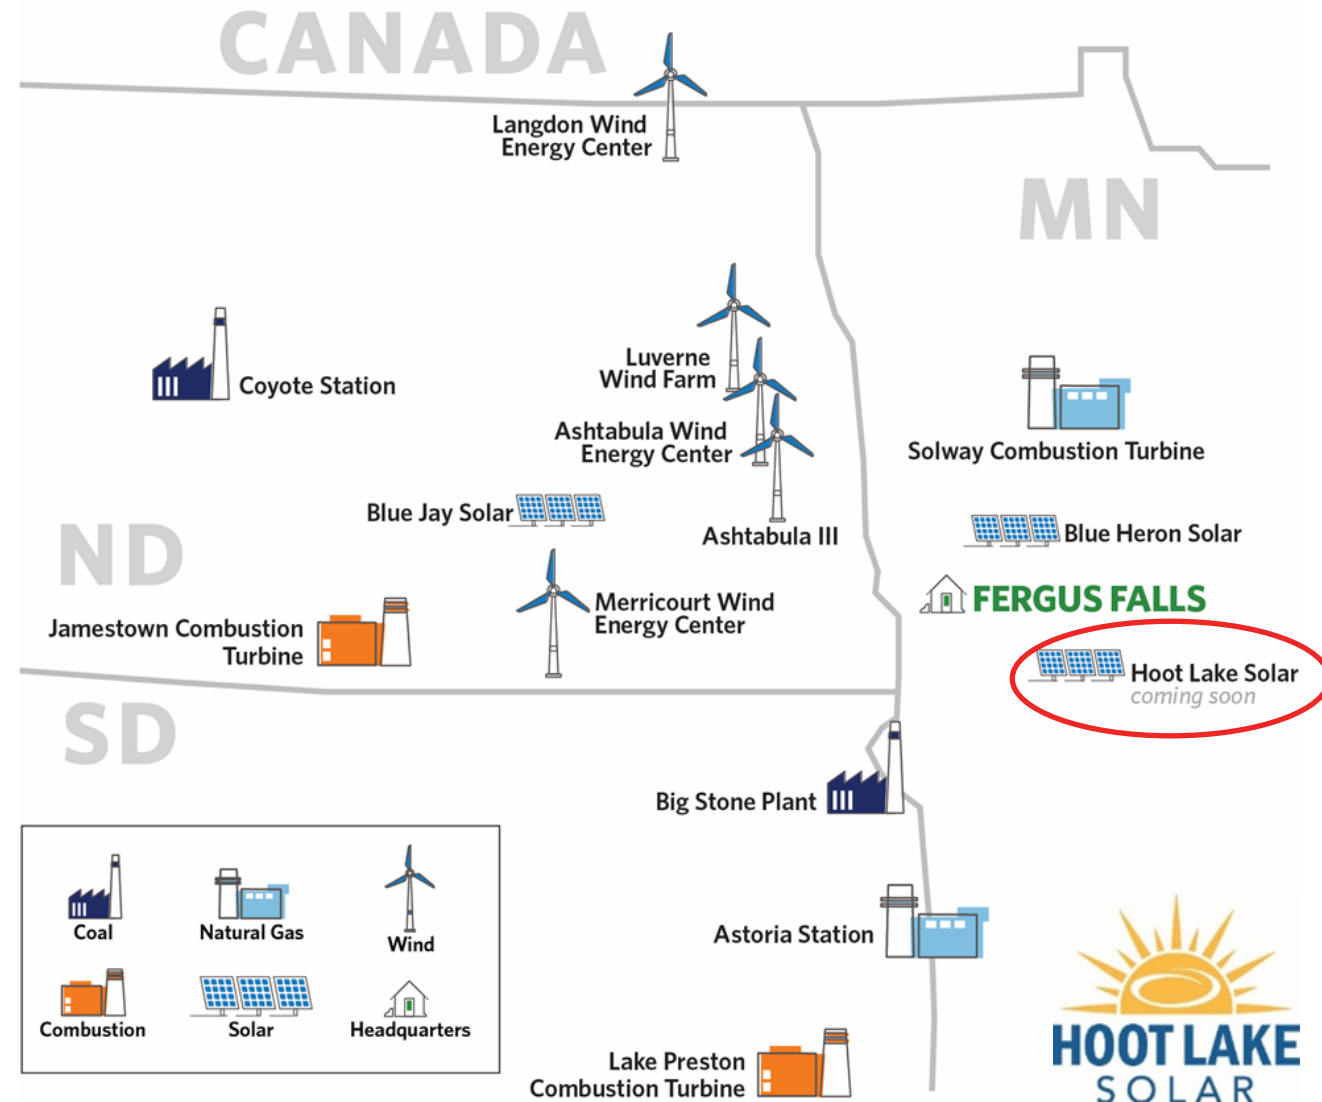 CANADA
Langdon Wind
Energy Center
MN
Luverne
Wind Farm
Coyote Station
Ashtabula Wind
Energy Center
Solway Combustion Turbine
Blue Jay Solar
Ashtabula III
Blue Heron Solar
ND
FERGUS FALLS
Merricourt Wind
Energy Center
Jamestown Combustion
Turbine
Hoot Lake Solar
coming soon
SD
Big Stone Plant
Coal
Natural Gas
Wind
Astoria Station
Combustion
Solar
Headquarters
Lake Preston
Combustion Turbine
HOOT LAKE
SOLAR